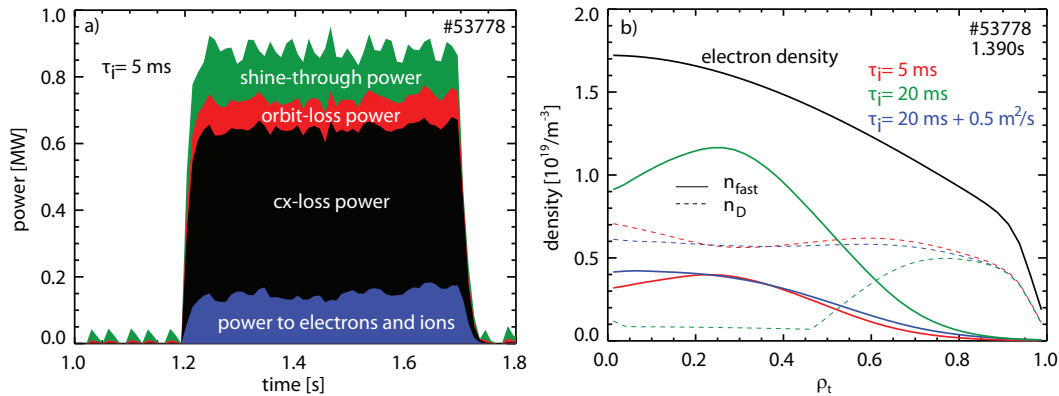 a)
#53778
τi= 5 ms
shine-through power
orbit-loss power
cx-loss power
power to electrons and ions
power [MW]
1.0
0.8
0.6
0.4
0.2
0.0
1.0 1.2 1.4 1.6 1.8
time [s]
b)
#53778
1.390s
electron density
τi= 5 ms
τi= 20 ms
τi= 20 ms + 0.5 m²/s
nfast
nD
density [10¹⁹/m⁻³]
2.0
1.5
1.0
0.5
0.0
0.0 0.2 0.4 0.6 0.8 1.0
ρt